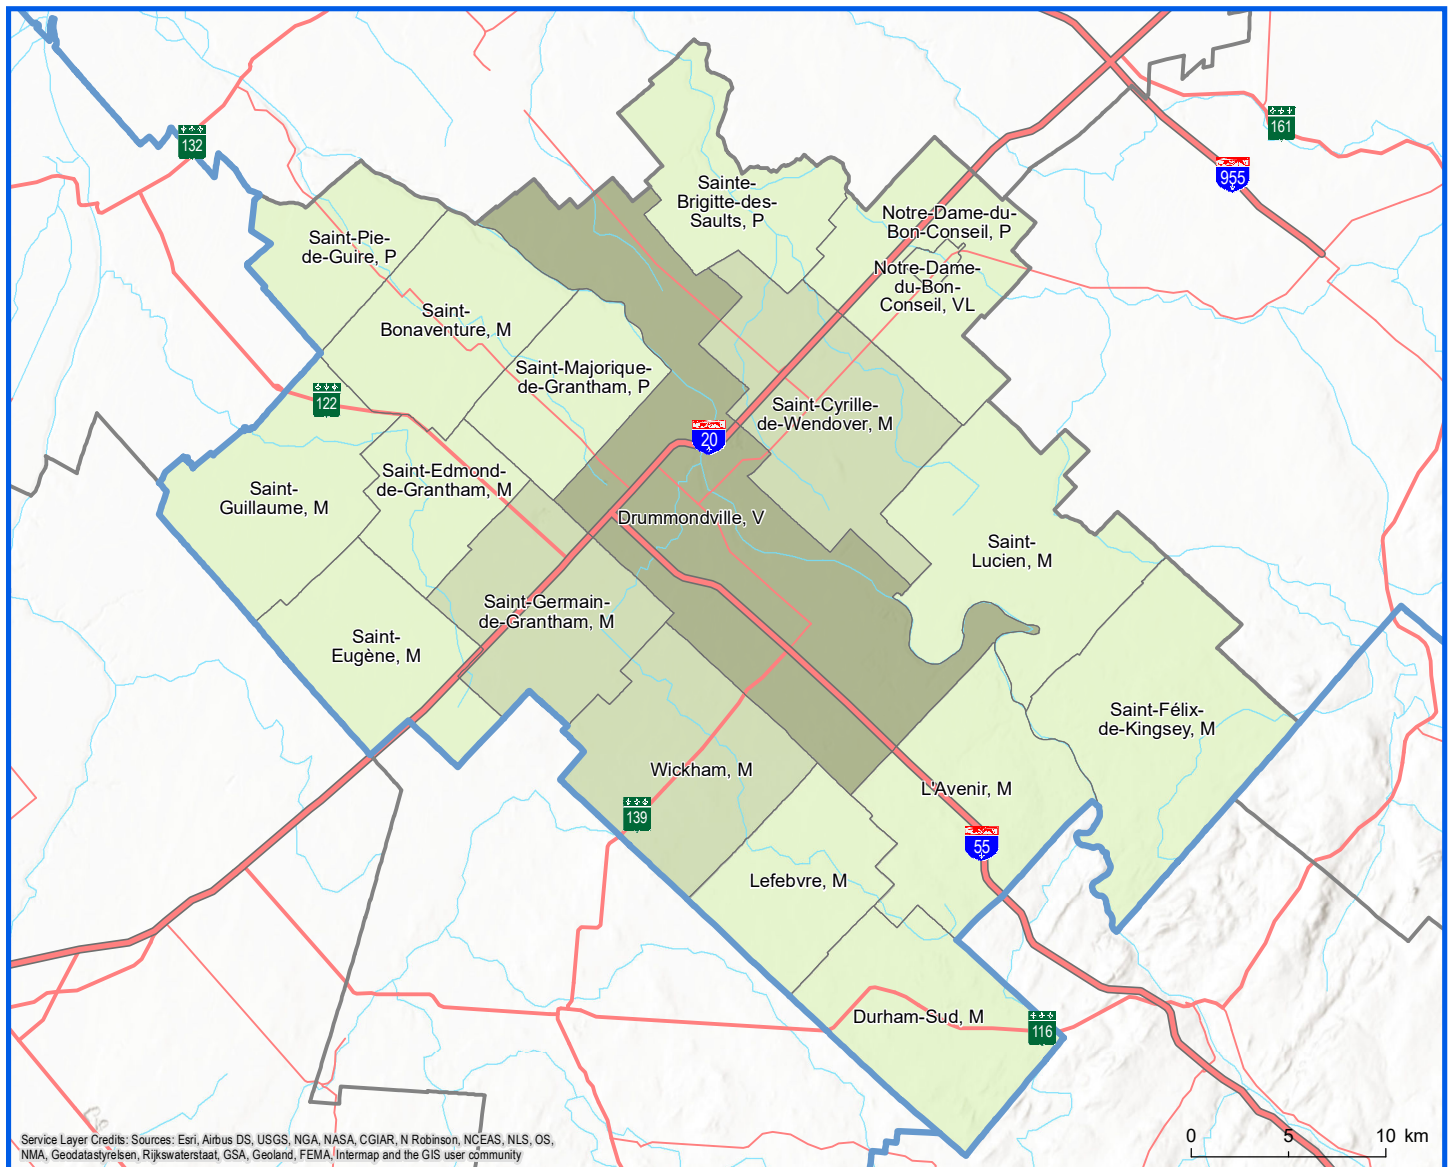 161
132
955
Sainte-
Brigitte-des-
Saults, P
Notre-Dame-du-
Bon-Conseil, P
Saint-Pie-
de-Guire, P
Notre-Dame-
du-Bon-
Conseil, VL
Saint-
Bonaventure, M
Saint-Majorique-
de-Grantham, P
122
Saint-Cyrille-
de-Wendover, M
20
Saint-Edmond-
de-Grantham, M
Saint-
Guillaume, M
Drummondville, V
Saint-
Lucien, M
Saint-Germain-
de-Grantham, M
Saint-
Eugène, M
Saint-Félix-
de-Kingsey, M
Wickham, M
L'Avenir, M
139
55
Lefebvre, M
Durham-Sud, M
116
0 5 10 km
Service Layer Credits: Sources: Esri, Airbus DS, USGS, NGA, NASA, CGIAR, N Robinson, NCEAS, NLS, OS,
NMA, Geodatastyrelsen, Rijkswaterstaat, GSA, Geoland, FEMA, Intermap and the GIS user community